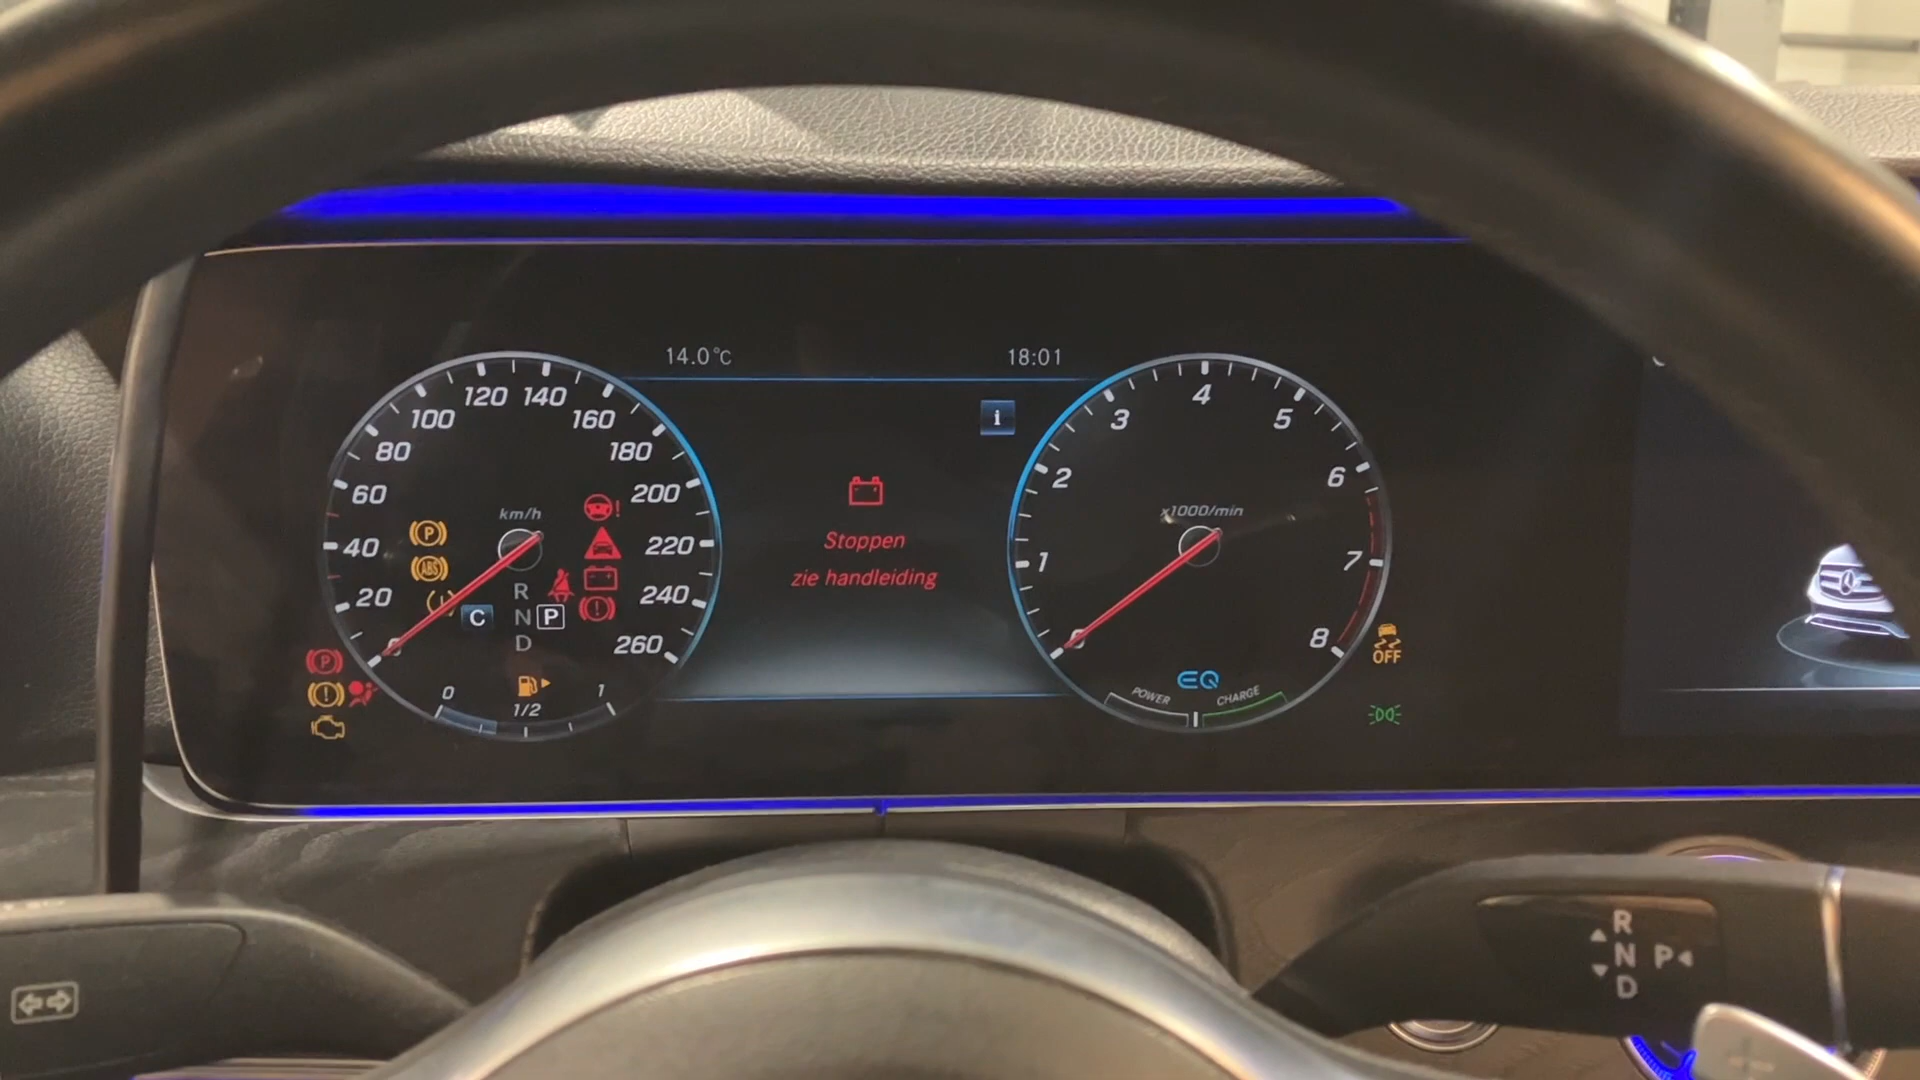 14.0°C
18:01
i
120 140
100 160
80 180
60 200
40 220
20 240
0 260
km/h
P
ABS
R
N P
D
C
P
0 1/2 1
Stoppen
zie handleiding
4
3 5
2 6
1 7
8
x1000/min
EQ
POWER CHARGE
OFF
R
N P
D